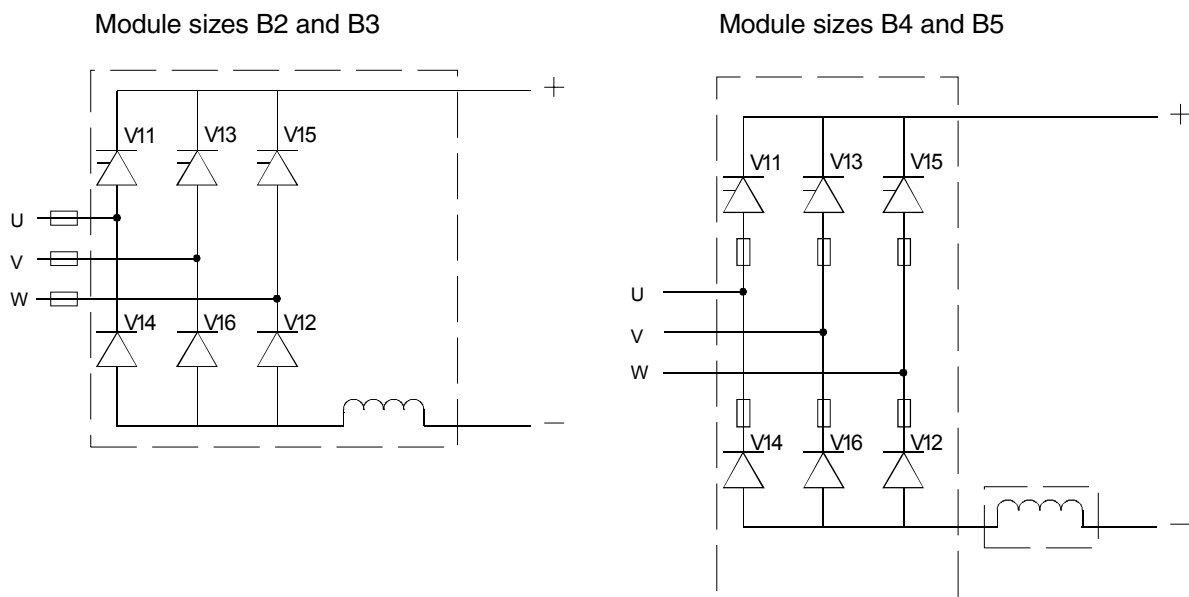 Module sizes B2 and B3
+
V11 V13 V15
U
V
W
V14 V16 V12
—
Module sizes B4 and B5
+
V11 V13 V15
U
V
W
V14 V16 V12
—